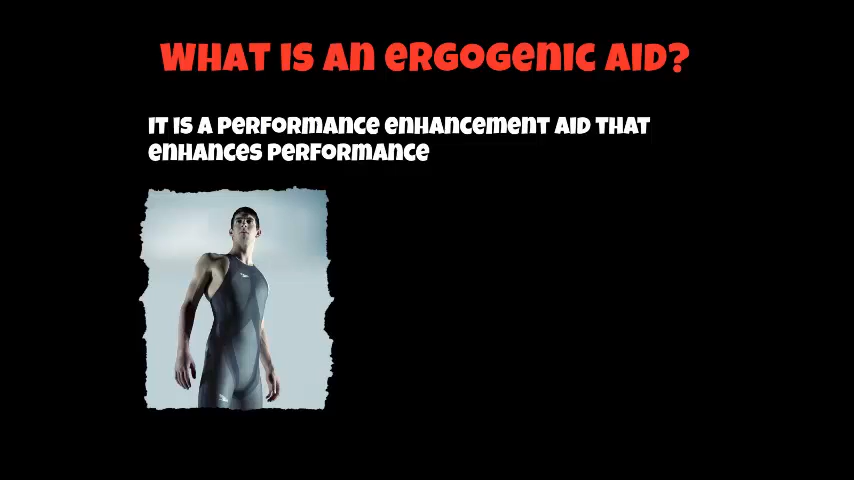 What is an ergogenic aid?
It is a performance enhancement aid that
enhances performance